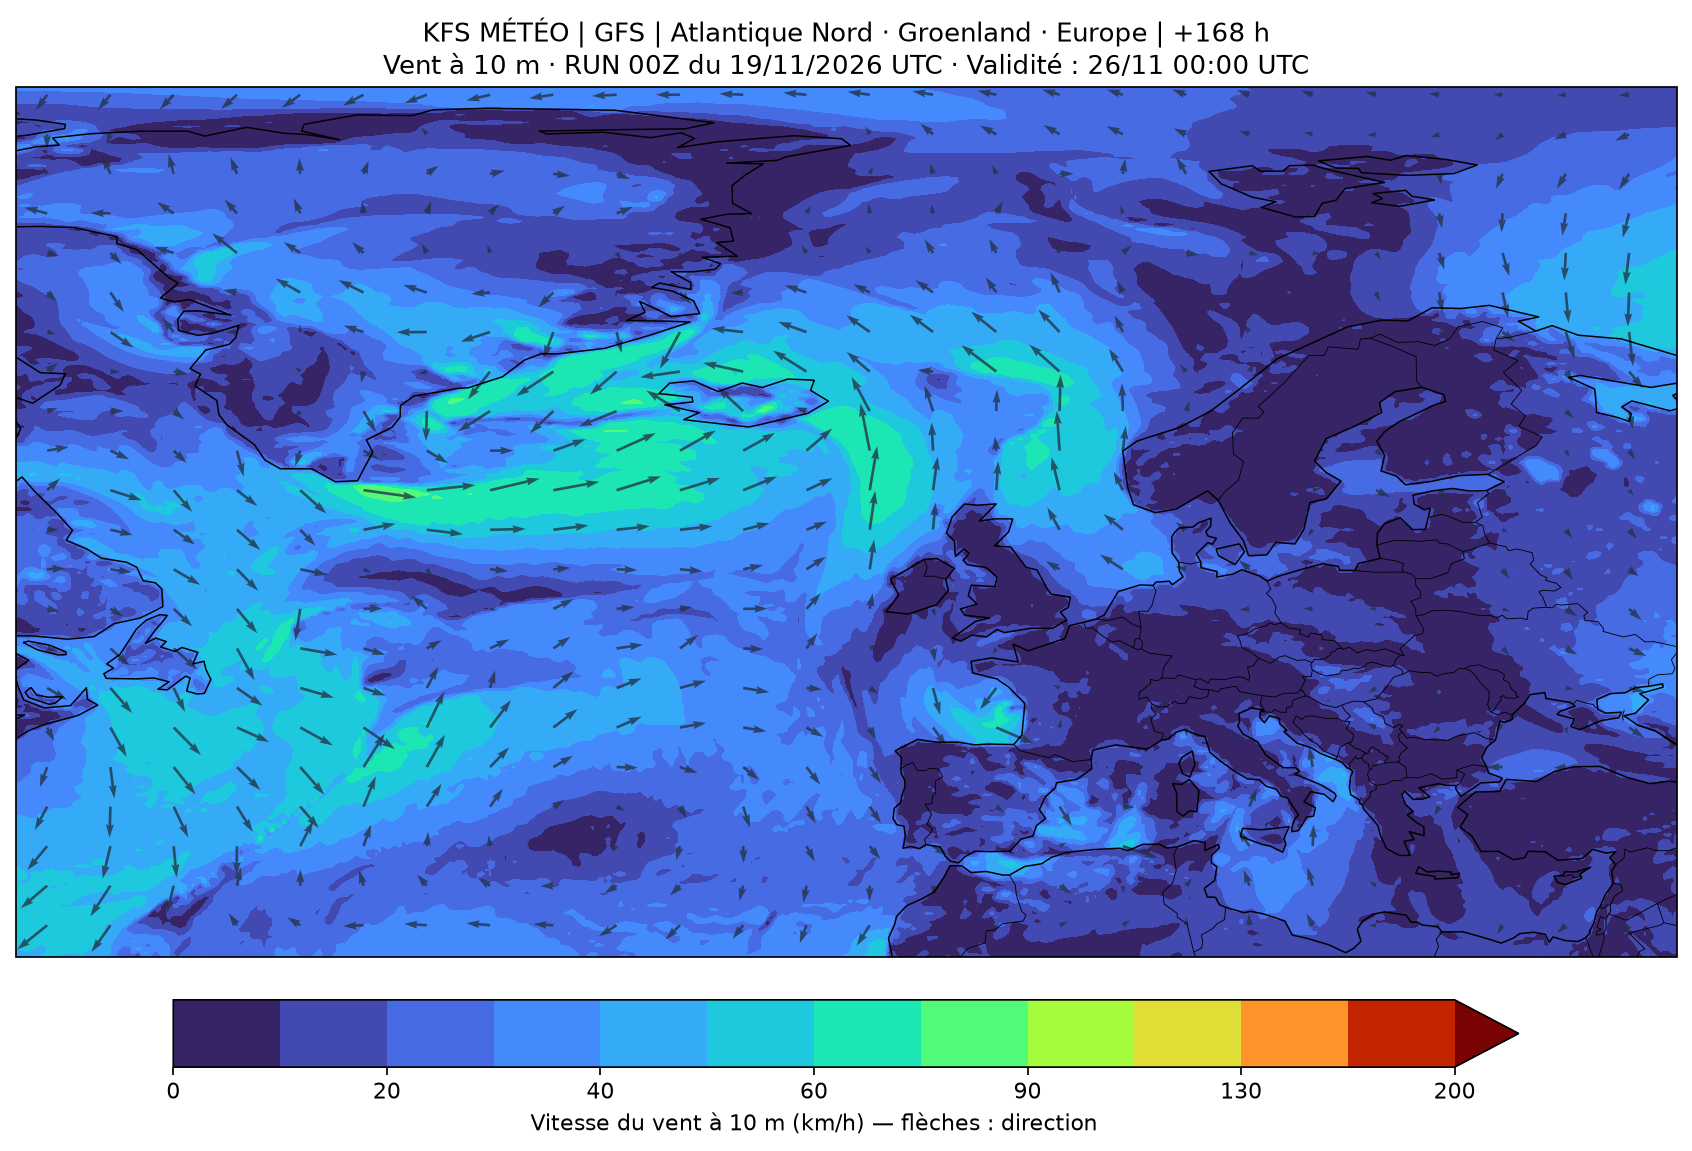 KFS MÉTÉO | GFS | Atlantique Nord · Groenland · Europe | +168 h
Vent à 10 m · RUN 00Z du 19/11/2026 UTC · Validité : 26/11 00:00 UTC
0 20 40 60 90 130 200
Vitesse du vent à 10 m (km/h) — flèches : direction